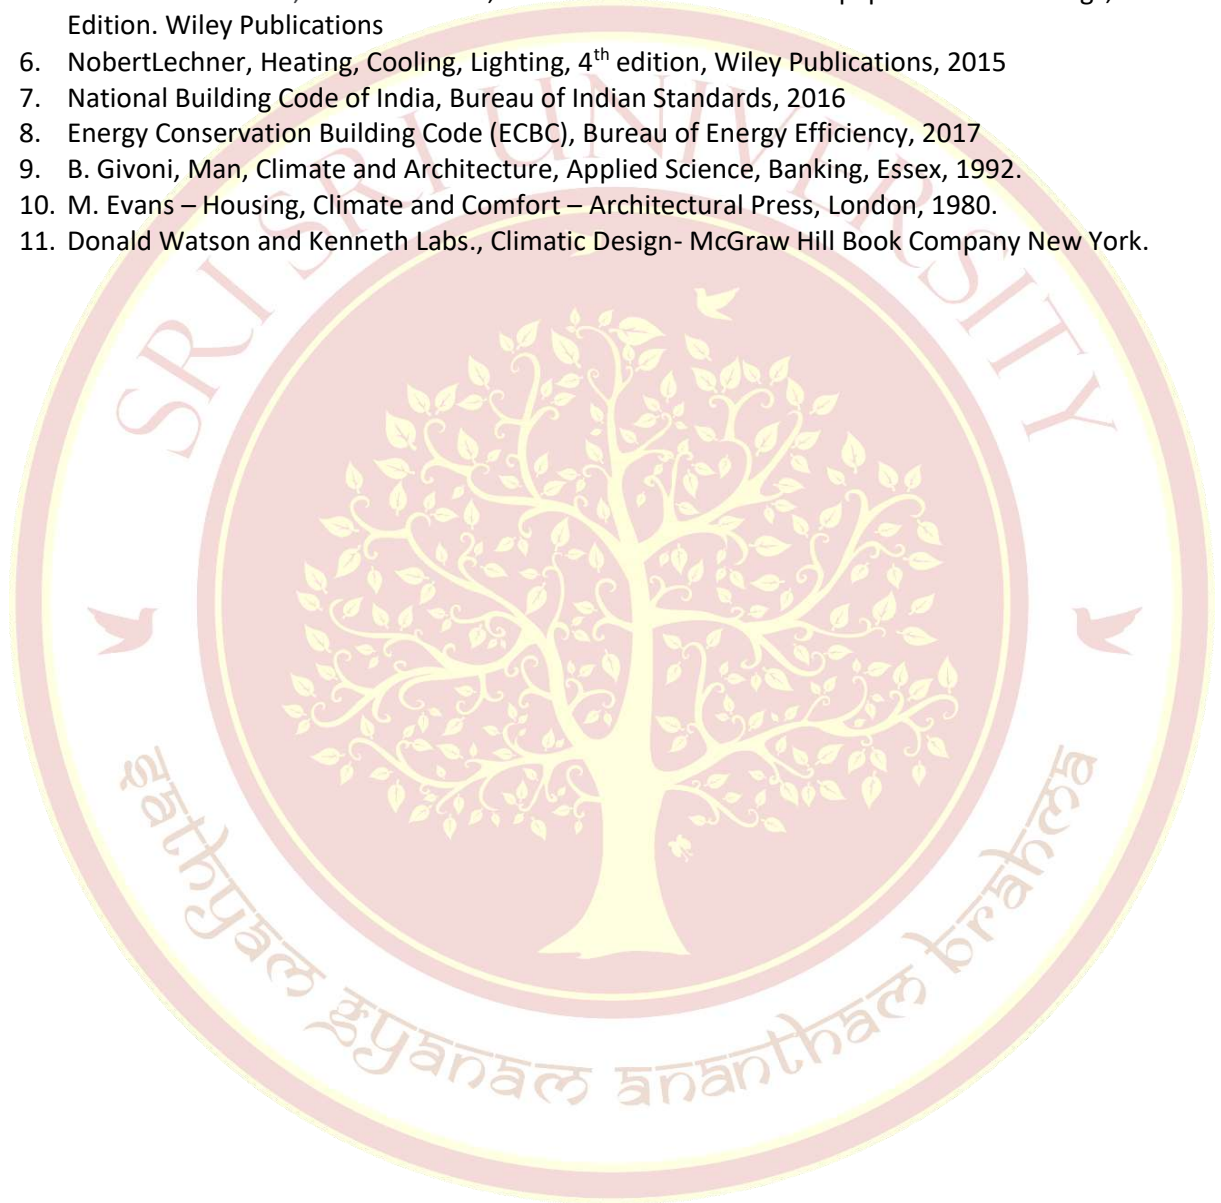 Edition. Wiley Publications
6. NobertLechner, Heating, Cooling, Lighting, 4th edition, Wiley Publications, 2015
7. National Building Code of India, Bureau of Indian Standards, 2016
8. Energy Conservation Building Code (ECBC), Bureau of Energy Efficiency, 2017
9. B. Givoni, Man, Climate and Architecture, Applied Science, Banking, Essex, 1992.
10. M. Evans – Housing, Climate and Comfort – Architectural Press, London, 1980.
11. Donald Watson and Kenneth Labs., Climatic Design- McGraw Hill Book Company New York.
SRI SRI UNIVERSITY
sathyam gyanam anantham brahma